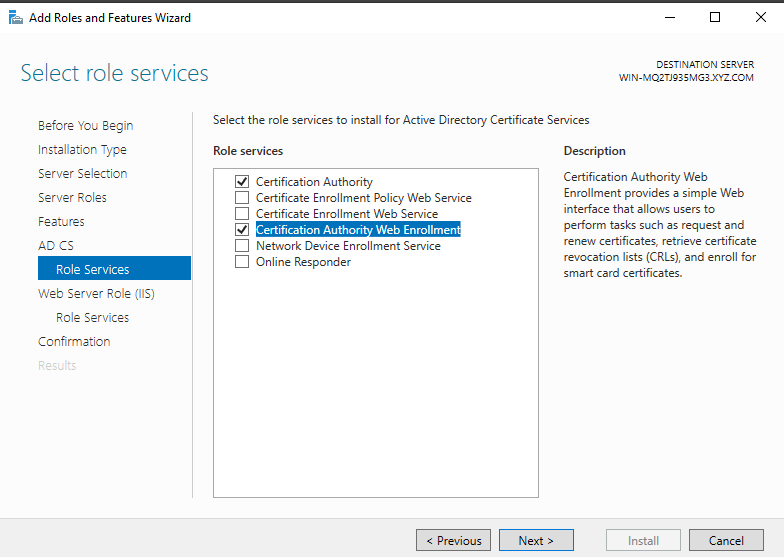 Add Roles and Features Wizard
Select role services
DESTINATION SERVER
WIN-MQ2TJ935MG3.XYZ.COM
Before You Begin
Installation Type
Server Selection
Server Roles
Features
AD CS
Role Services
Web Server Role (IIS)
Role Services
Confirmation
Results
Select the role services to install for Active Directory Certificate Services
Role services
Certification Authority
Certificate Enrollment Policy Web Service
Certificate Enrollment Web Service
Certification Authority Web Enrollment
Network Device Enrollment Service
Online Responder
Description
Certification Authority Web
Enrollment provides a simple Web
interface that allows users to
perform tasks such as request and
renew certificates, retrieve certificate
revocation lists (CRLs), and enroll for
smart card certificates.
< Previous
Next >
Install
Cancel